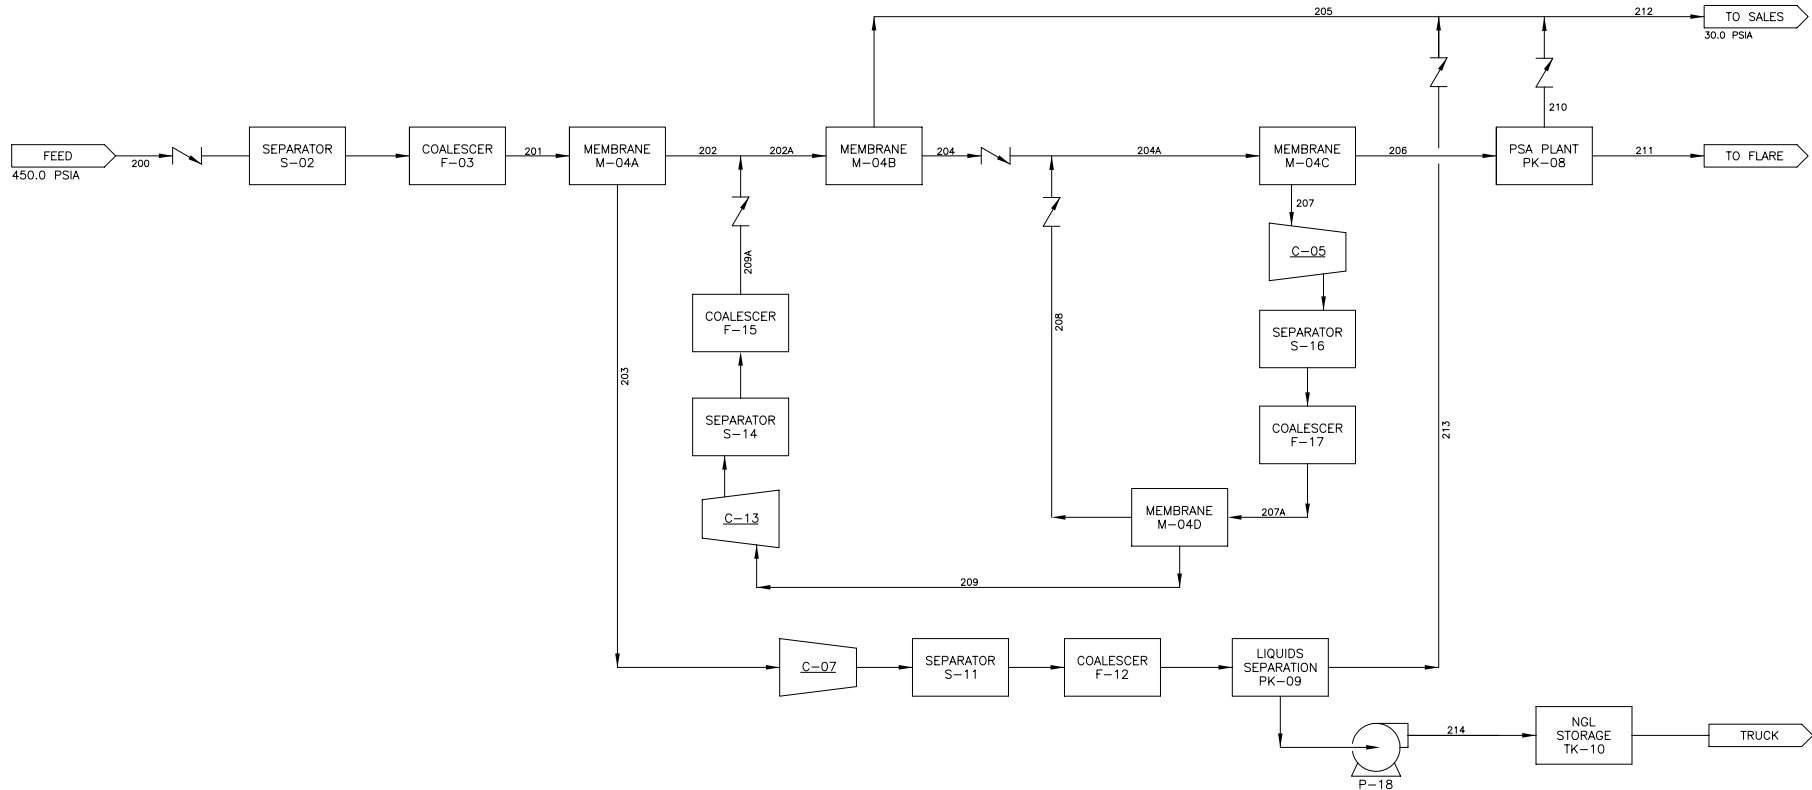 205
212
TO SALES
30.0 PSIA
210
FEED
450.0 PSIA
200
SEPARATOR
S-02
COALESCER
F-03
201
MEMBRANE
M-04A
202
202A
MEMBRANE
M-04B
204
204A
MEMBRANE
M-04C
206
PSA PLANT
PK-08
211
TO FLARE
207
C-05
209A
COALESCER
F-15
208
SEPARATOR
S-16
203
SEPARATOR
S-14
COALESCER
F-17
213
C-13
MEMBRANE
M-04D
207A
209
C-07
SEPARATOR
S-11
COALESCER
F-12
LIQUIDS
SEPARATION
PK-09
P-18
214
NGL
STORAGE
TK-10
TRUCK